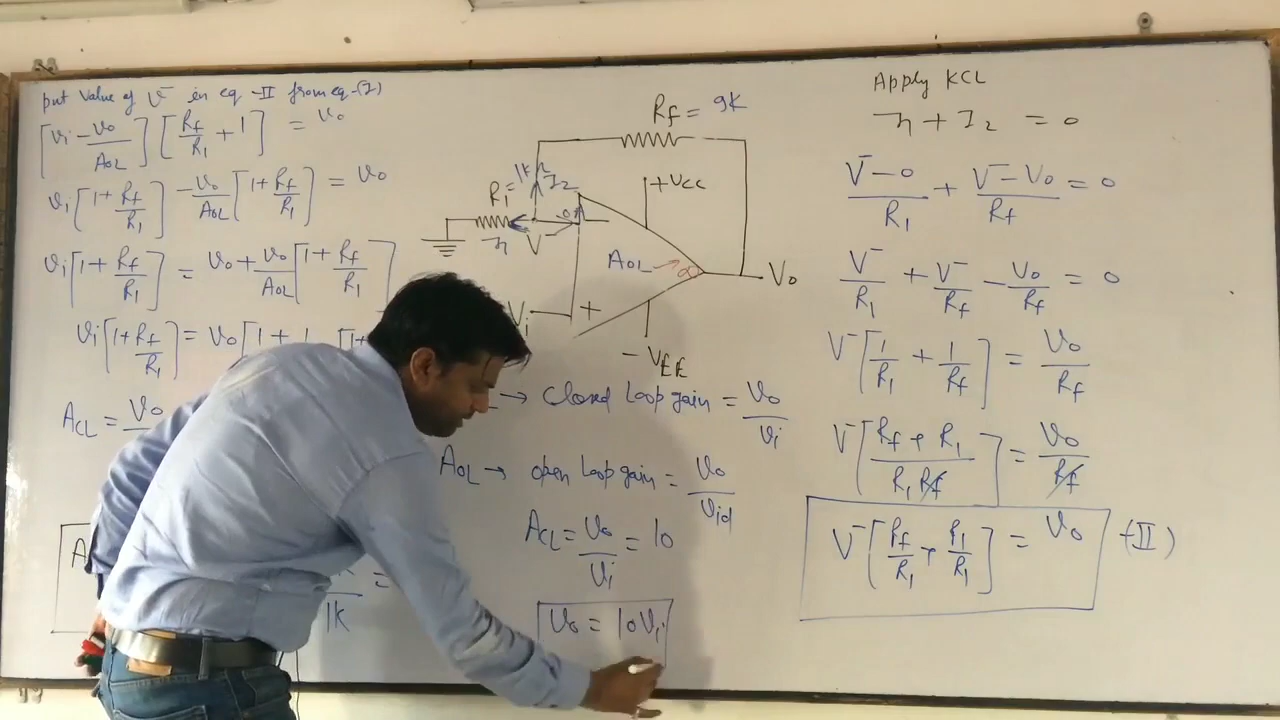 put value of V⁻ in eq-II from eq-(I)
[Vi - Vo/AOL] [Rf/R1 + 1] = Vo
Vi [1 + Rf/R1] - Vo/AOL [1 + Rf/R1] = Vo
Vi [1 + Rf/R1] = Vo + Vo/AOL [1 + Rf/R1]
Vi [1 + Rf/R1] = Vo [1 + 1 [1+
ACL = Vo
A
1K =
Rf = 9K
R1 = 1KΩ
I2
I1
V⁻
+VCC
AOL
∞
Vo
Vi
+
-VEE
→ closed loop gain = Vo/Vi
AOL → open loop gain = Vo/Vid
ACL = Vo/Vi = 10
Vo = 10Vi
Apply KCL
I1 + I2 = 0
V⁻-0/R1 + V⁻-Vo/Rf = 0
V⁻/R1 + V⁻/Rf - Vo/Rf = 0
V⁻ [1/R1 + 1/Rf] = Vo/Rf
V⁻ [Rf + R1/R1 Rf] = Vo/Rf
V⁻ [Rf/R1 + R1/R1] = Vo -(II)